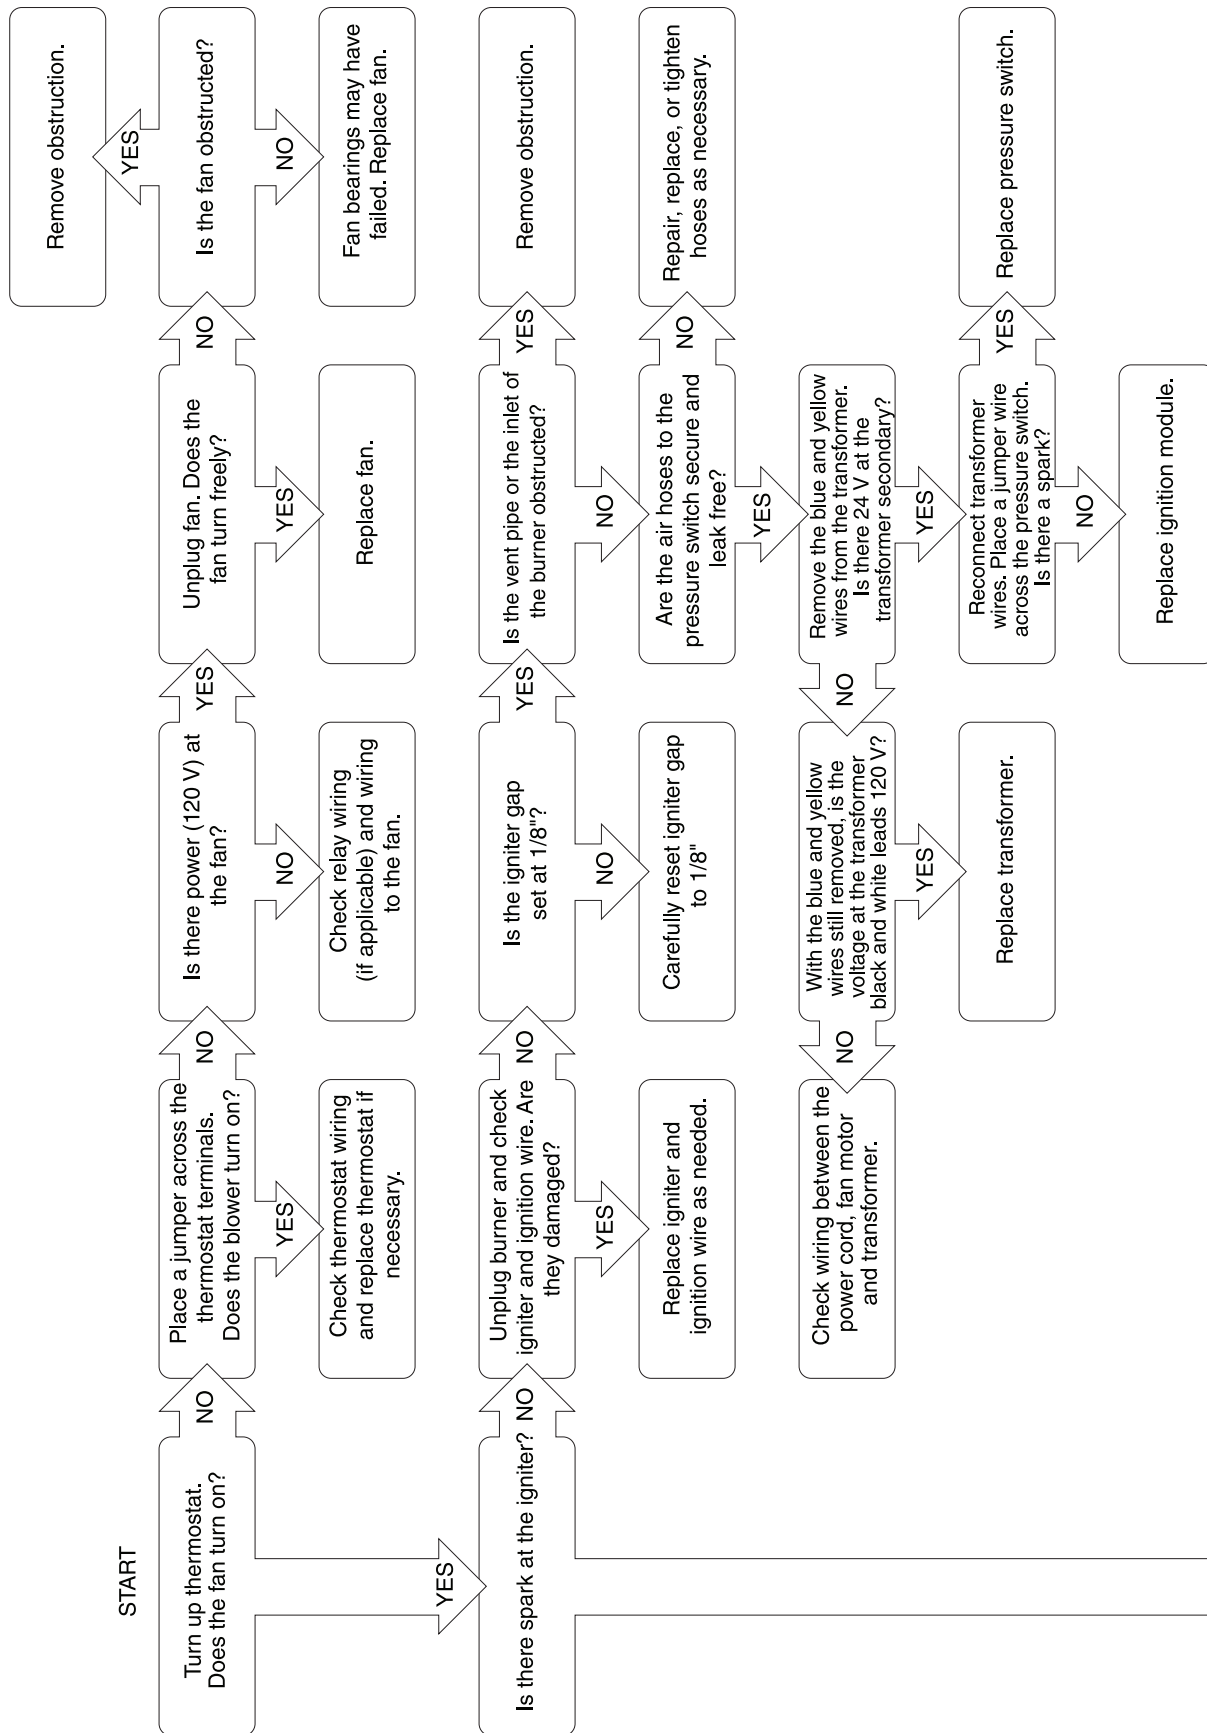 START
Turn up thermostat.
Does the fan turn on?
NO
Place a jumper across the
thermostat terminals.
Does the blower turn on?
NO
Is there power (120 V) at
the fan?
YES
Unplug fan. Does the
fan turn freely?
NO
Is the fan obstructed?
YES
Remove obstruction.
YES
Check thermostat wiring
and replace thermostat if
necessary.
NO
Check relay wiring
(if applicable) and wiring
to the fan.
YES
Replace fan.
NO
Fan bearings may have
failed. Replace fan.
YES
Is there spark at the igniter?
NO
Unplug burner and check
igniter and ignition wire. Are
they damaged?
NO
Is the igniter gap
set at 1/8"?
YES
Is the vent pipe or the inlet of
the burner obstructed?
YES
Remove obstruction.
YES
Replace igniter and
ignition wire as needed.
NO
Carefully reset igniter gap
to 1/8"
NO
Are the air hoses to the
pressure switch secure and
leak free?
NO
Repair, replace, or tighten
hoses as necessary.
YES
Remove the blue and yellow
wires from the transformer.
Is there 24 V at the
transformer secondary?
NO
With the blue and yellow
wires still removed, is the
voltage at the transformer
black and white leads 120 V?
NO
Check wiring between the
power cord, fan motor
and transformer.
YES
Replace transformer.
YES
Reconnect transformer
wires. Place a jumper wire
across the pressure switch.
Is there a spark?
YES
Replace pressure switch.
NO
Replace ignition module.